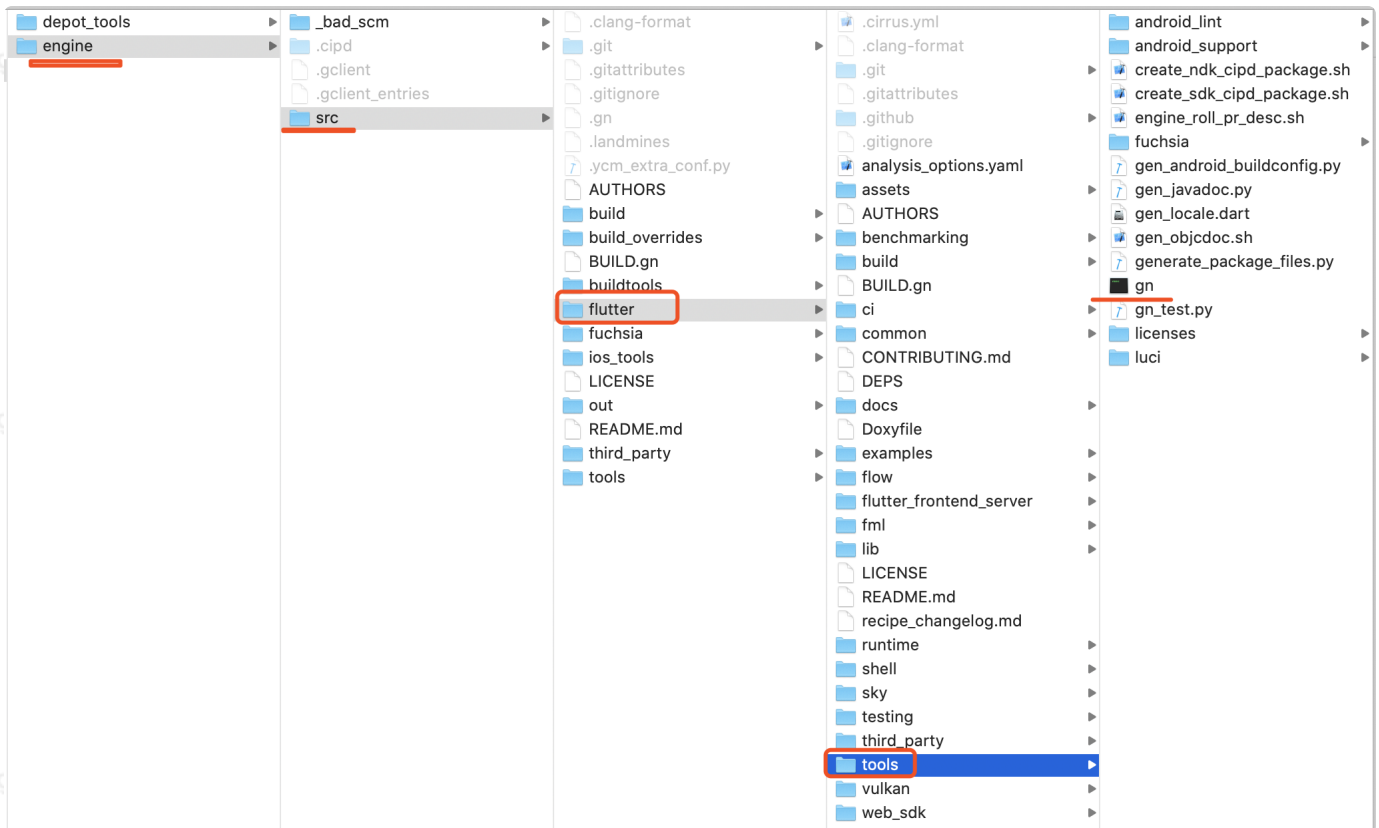 depot_tools
engine
_bad_scm
.cipd
.gclient
.gclient_entries
src
.clang-format
.git
.gitattributes
.gitignore
.gn
.landmines
.ycm_extra_conf.py
AUTHORS
build
build_overrides
BUILD.gn
buildtools
flutter
fuchsia
ios_tools
LICENSE
out
README.md
third_party
tools
.cirrus.yml
.clang-format
.git
.gitattributes
.github
.gitignore
analysis_options.yaml
assets
AUTHORS
benchmarking
build
BUILD.gn
ci
common
CONTRIBUTING.md
DEPS
docs
Doxyfile
examples
flow
flutter_frontend_server
fml
lib
LICENSE
README.md
recipe_changelog.md
runtime
shell
sky
testing
third_party
tools
vulkan
web_sdk
android_lint
android_support
create_ndk_cipd_package.sh
create_sdk_cipd_package.sh
engine_roll_pr_desc.sh
fuchsia
gen_android_buildconfig.py
gen_javadoc.py
gen_locale.dart
gen_objcdoc.sh
generate_package_files.py
gn
gn_test.py
licenses
luci